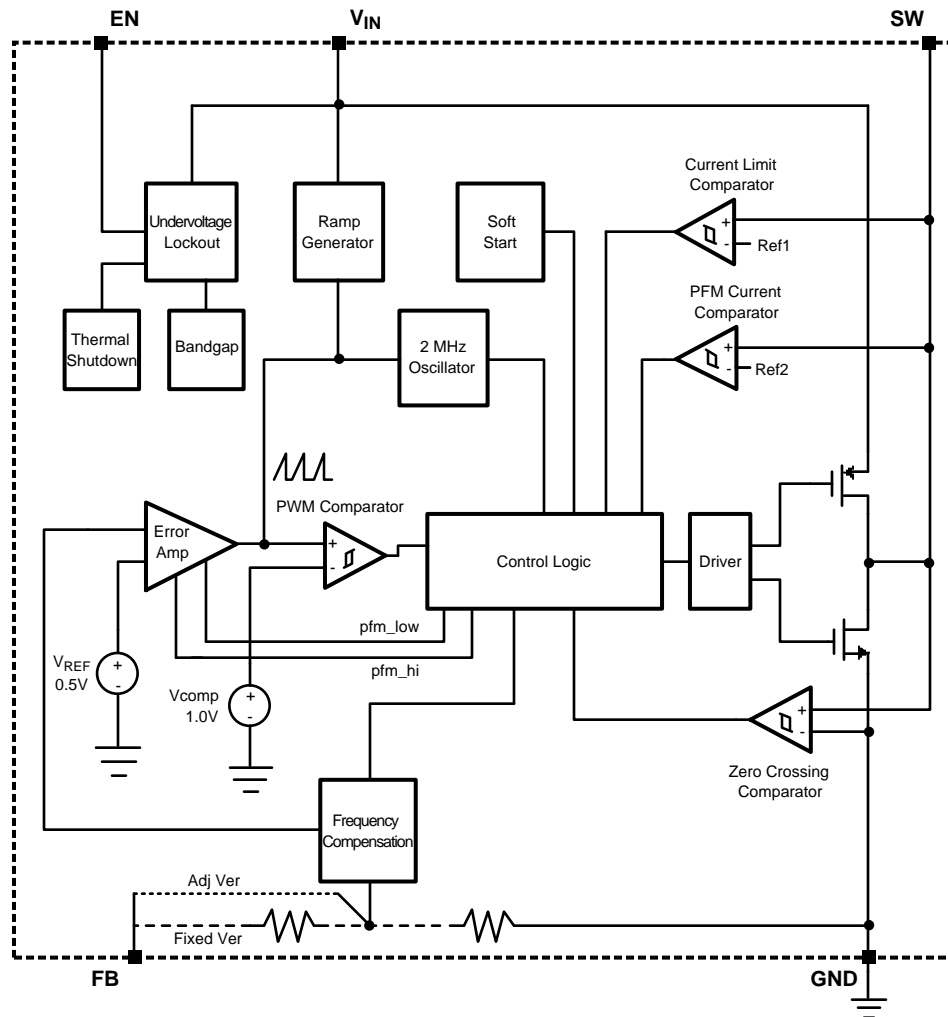 EN
VIN
SW
Current Limit
Comparator
Undervoltage
Lockout
Ramp
Generator
Soft
Start
+
-
Ref1
PFM Current
Comparator
Thermal
Shutdown
Bandgap
2 MHz
Oscillator
+
-
Ref2
PWM Comparator
Error
Amp
+
-
Control Logic
Driver
pfm_low
pfm_hi
VREF
0.5V
+
-
Vcomp
1.0V
+
-
+
-
Zero Crossing
Comparator
Frequency
Compensation
Adj Ver
Fixed Ver
FB
GND